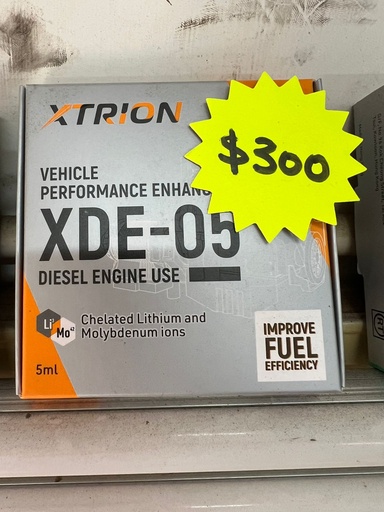 XTRION
$300
VEHICLE
PERFORMANCE
XDE-05
DIESEL ENGINE USE
Li Mo
Chelated Lithium and
Molybdenum ions
5ml
IMPROVE
FUEL
EFFICIENCY